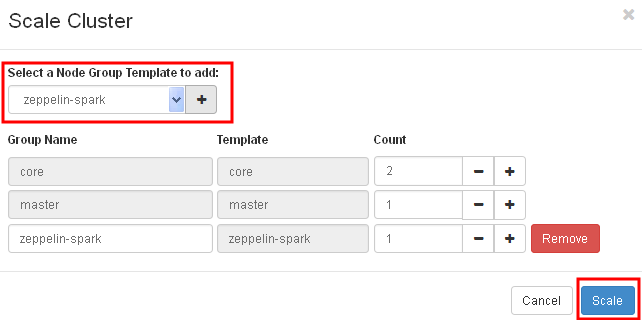 Scale Cluster
×
Select a Node Group Template to add:
zeppelin-spark
+
Group Name Template Count
core core 2 - +
master master 1 - +
zeppelin-spark zeppelin-spark 1 - + Remove
Cancel Scale